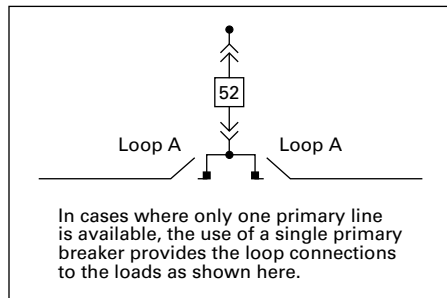 52
Loop A Loop A
In cases where only one primary line
is available, the use of a single primary
breaker provides the loop connections
to the loads as shown here.